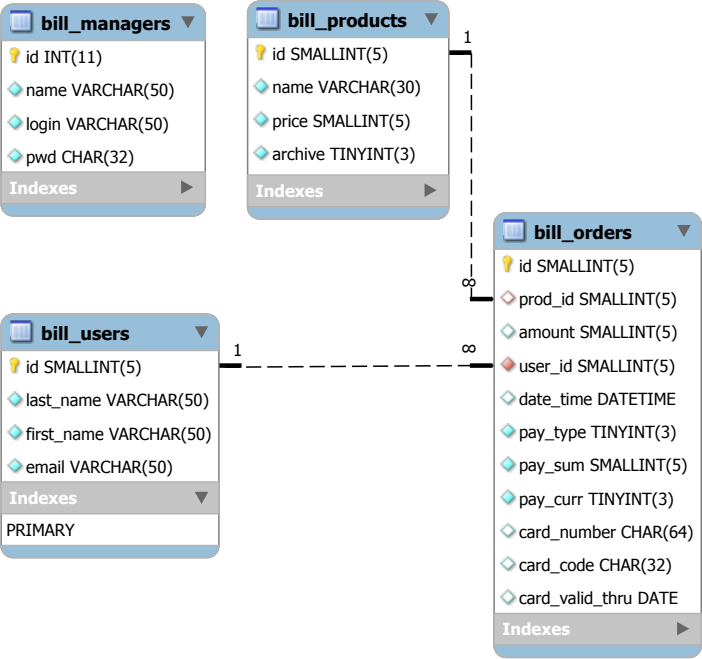 bill_managers
id INT(11)
name VARCHAR(50)
login VARCHAR(50)
pwd CHAR(32)
Indexes
bill_products
id SMALLINT(5)
name VARCHAR(30)
price SMALLINT(5)
archive TINYINT(3)
Indexes
1
∞
bill_users
id SMALLINT(5)
last_name VARCHAR(50)
first_name VARCHAR(50)
email VARCHAR(50)
Indexes
PRIMARY
1
∞
bill_orders
id SMALLINT(5)
prod_id SMALLINT(5)
amount SMALLINT(5)
user_id SMALLINT(5)
date_time DATETIME
pay_type TINYINT(3)
pay_sum SMALLINT(5)
pay_curr TINYINT(3)
card_number CHAR(64)
card_code CHAR(32)
card_valid_thru DATE
Indexes